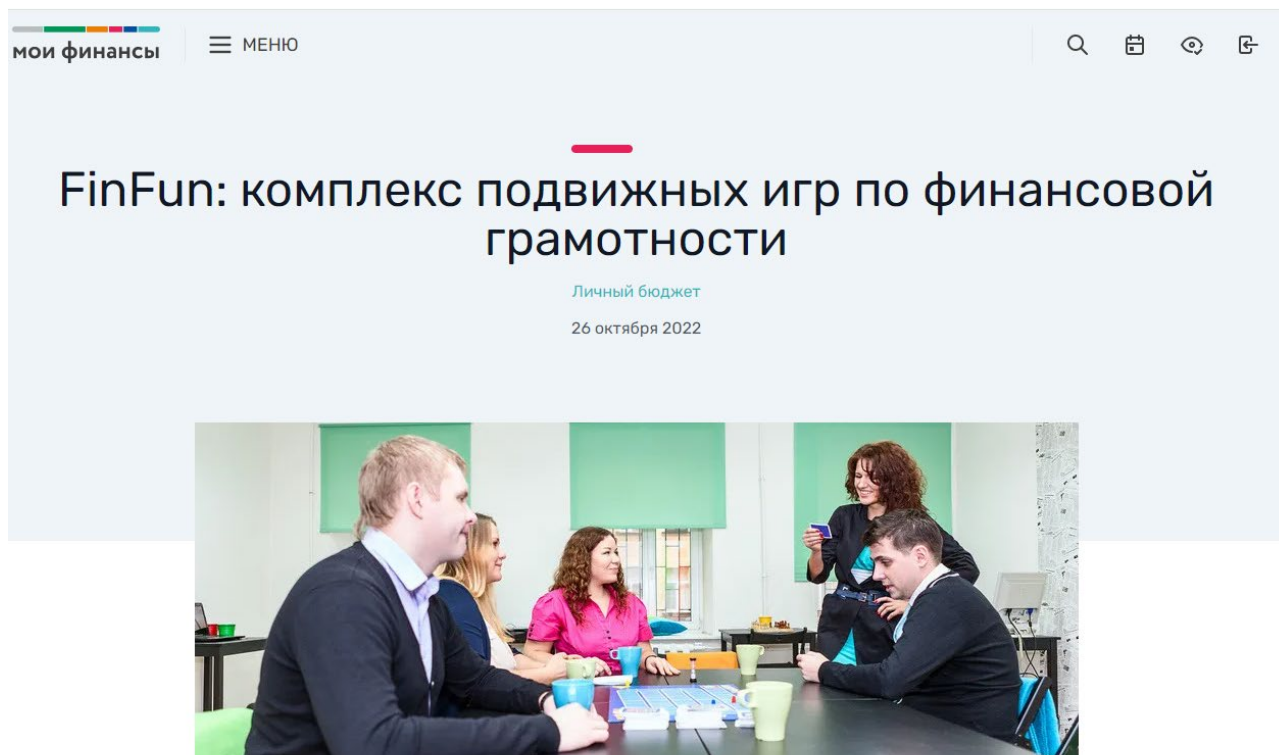 мои финансы
МЕНЮ
FinFun: комплекс подвижных игр по финансовой
грамотности
Личный бюджет
26 октября 2022